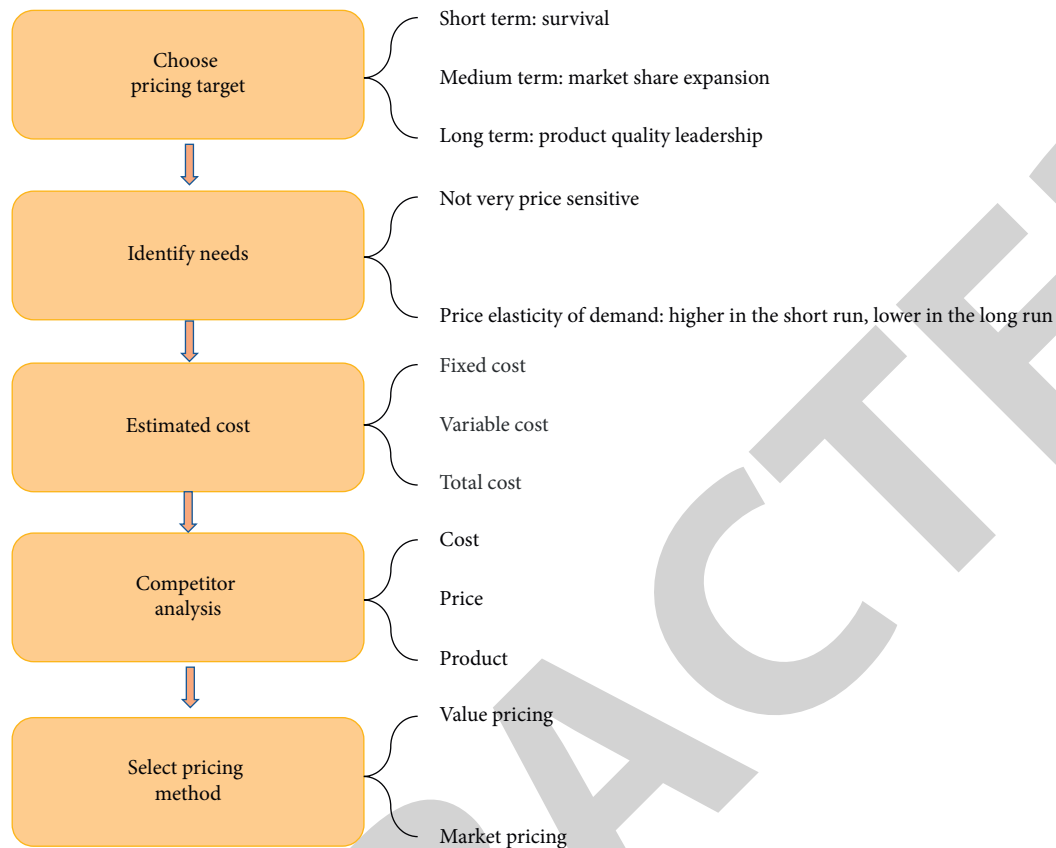 Choose
pricing target
Short term: survival
Medium term: market share expansion
Long term: product quality leadership
Identify needs
Not very price sensitive
Price elasticity of demand: higher in the short run, lower in the long run
Estimated cost
Fixed cost
Variable cost
Total cost
Competitor
analysis
Cost
Price
Product
Select pricing
method
Value pricing
Market pricing